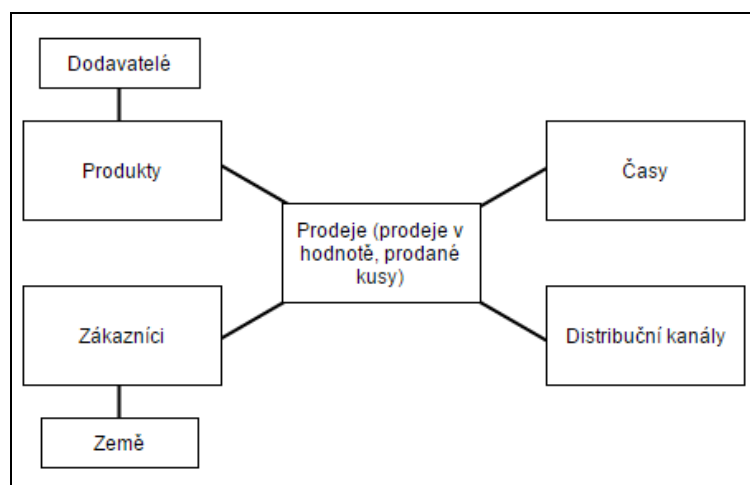 Dodavatelé
Produkty
Časy
Prodeje (prodeje v
hodnotě, prodané
kusy)
Zákazníci
Distribuční kanály
Země